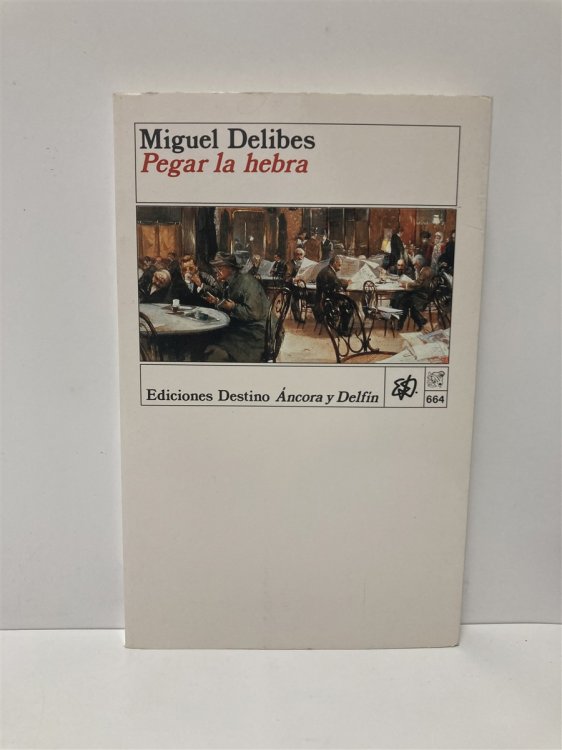 Miguel Delibes
Pegar la hebra
Ediciones Destino Áncora y Delfín
664